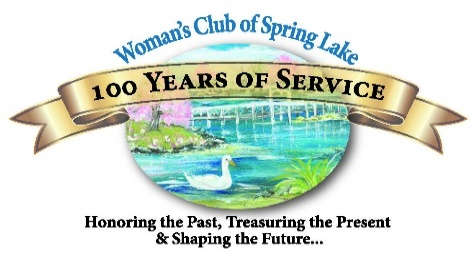 Woman's Club of Spring Lake
100 YEARS OF SERVICE
Honoring the Past, Treasuring the Present
& Shaping the Future...